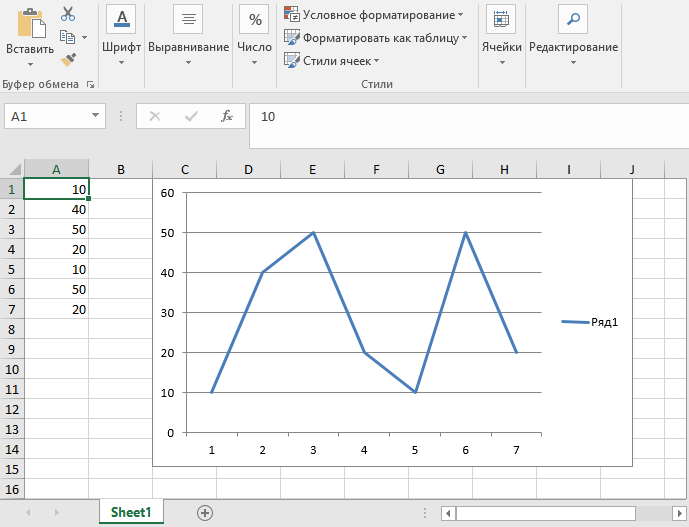 Вставить
Буфер обмена
Шрифт
Выравнивание
%
Число
Условное форматирование
Форматировать как таблицу
Стили ячеек
Стили
Ячейки
Редактирование
A1
fx
10
A B C D E F G H I J
1 10
2 40
3 50
4 20
5 10
6 50
7 20
8
9
10
11
12
13
14
15
16
60
50
40
30
20
10
0
1 2 3 4 5 6 7
Ряд1
Sheet1